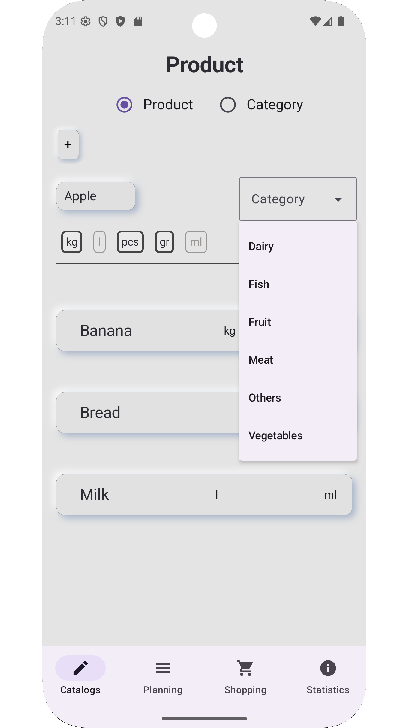 3:11
Product
Product Category
+
Apple
Category
kg l pcs gr ml
Dairy
Fish
Fruit
Meat
Others
Vegetables
Banana kg
Bread
Milk l ml
Catalogs Planning Shopping Statistics